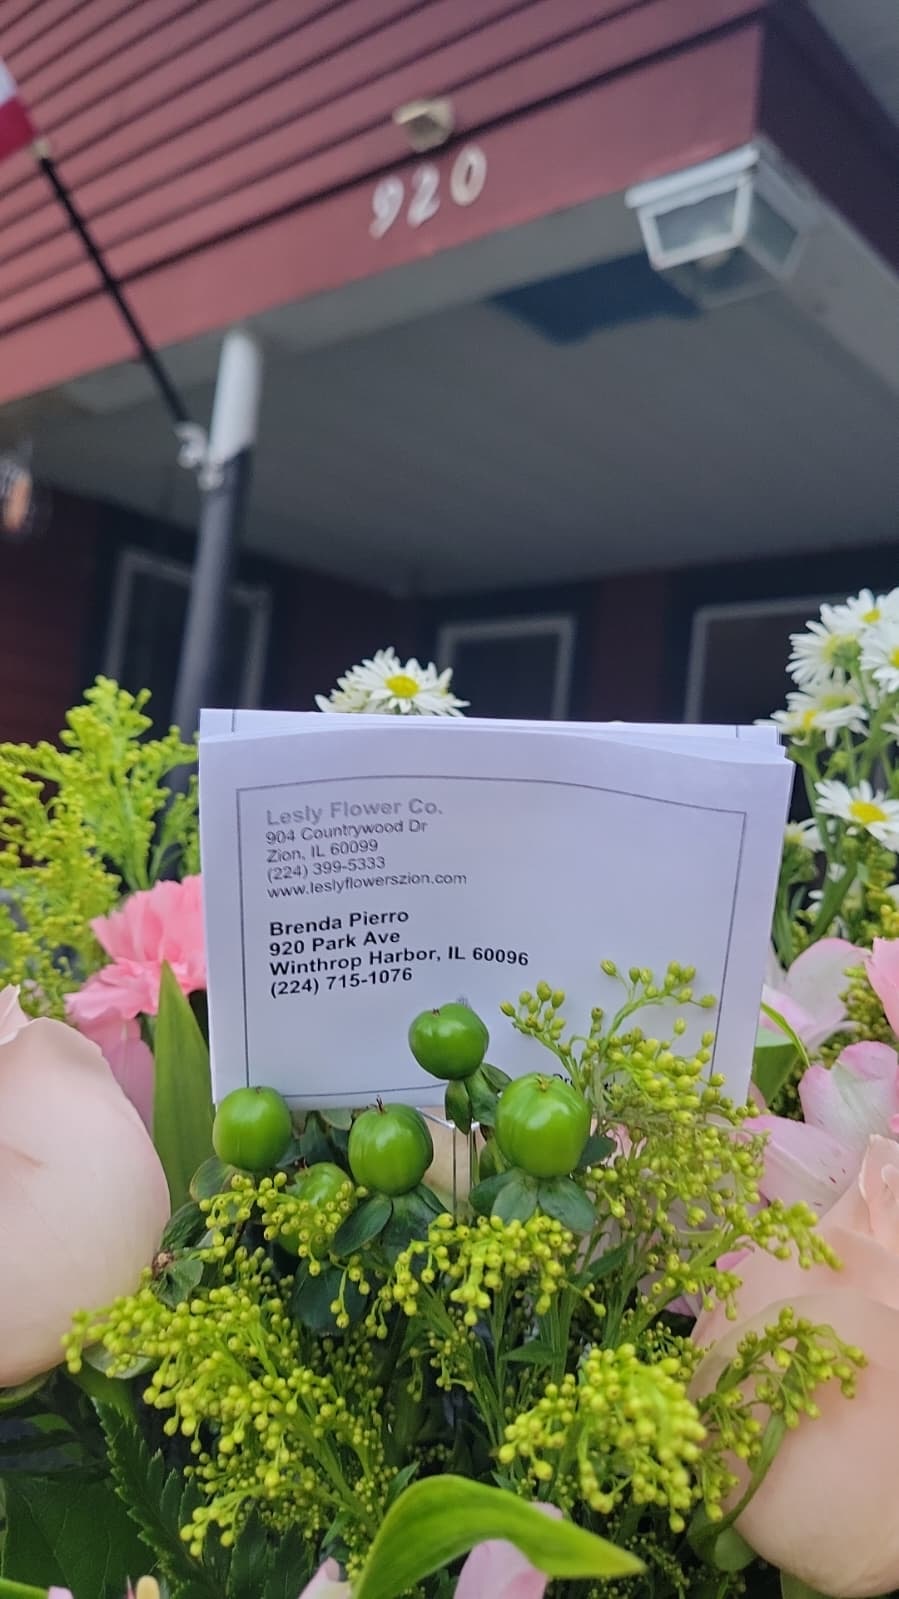 920
Lesly Flower Co.
904 Countrywood Dr
Zion, IL 60099
(224) 399-5333
www.leslyflowerszion.com
Brenda Pierro
920 Park Ave
Winthrop Harbor, IL 60096
(224) 715-1076